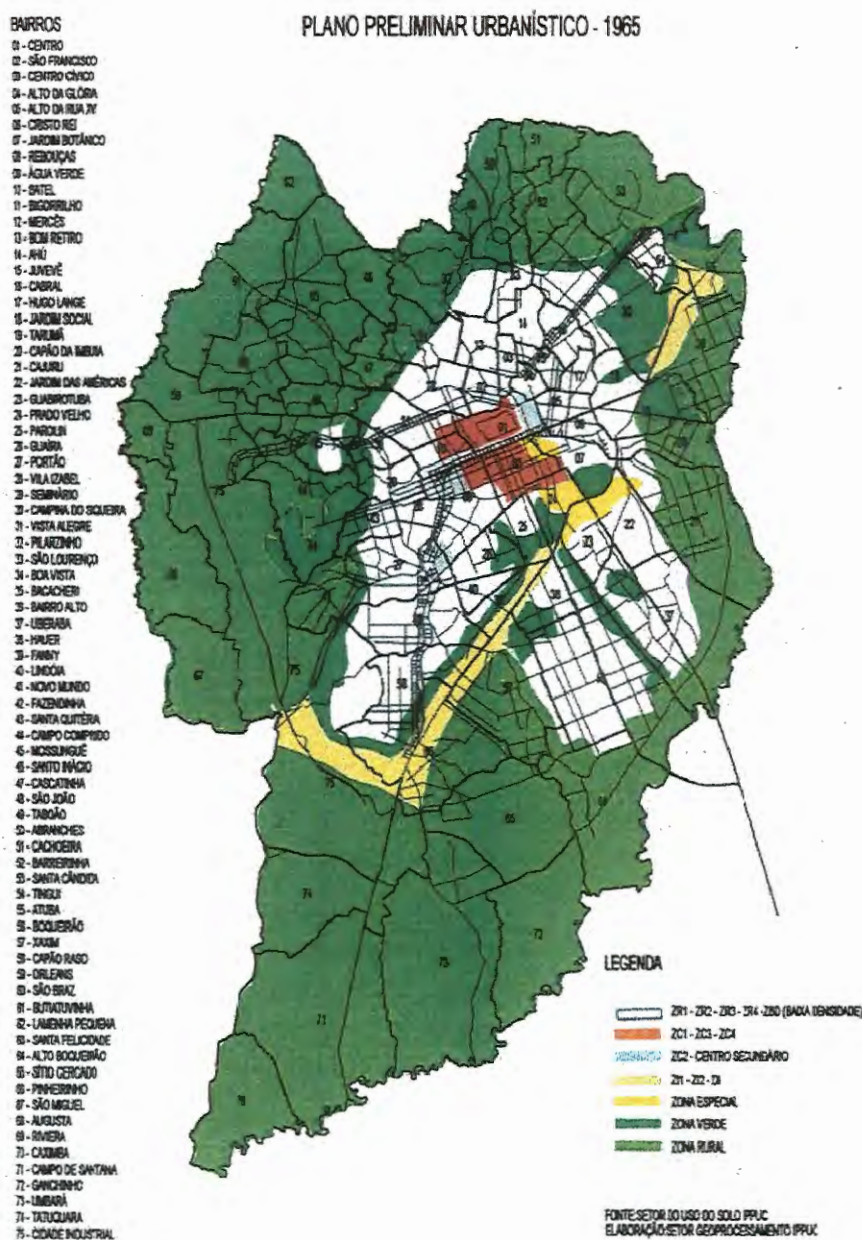 PLANO PRELIMINAR URBANÍSTICO - 1965
BAIRROS
01 - CENTRO
02 - SÃO FRANCISCO
03 - CENTRO CÍVICO
04 - ALTO DA GLÓRIA
05 - ALTO DA RUA XV
06 - CRISTO REI
07 - JARDIM BOTÂNICO
08 - REBOUÇAS
09 - ÁGUA VERDE
10 - BATEL
11 - BIGORRILHO
12 - MERCÊS
13 - BOM RETIRO
14 - AHÚ
15 - JUVEVÊ
16 - CABRAL
17 - HUGO LANGE
18 - JARDIM SOCIAL
19 - TARUMÃ
20 - CAPÃO DA IMBUIA
21 - CAJURU
22 - JARDIM DAS AMÉRICAS
23 - GUABIROTUBA
24 - PRADO VELHO
25 - PAROLIN
26 - GUAÍRA
27 - PORTÃO
28 - VILA IZABEL
29 - SEMINÁRIO
30 - CAMPINA DO SIQUEIRA
31 - VISTA ALEGRE
32 - PILARZINHO
33 - SÃO LOURENÇO
34 - BOA VISTA
35 - BACACHERI
36 - BAIRRO ALTO
37 - UBERABA
38 - HAUER
39 - FANNY
40 - LINDÓIA
41 - NOVO MUNDO
42 - FAZENDINHA
43 - SANTA QUITÉRIA
44 - CAMPO COMPRIDO
45 - MOSSUNGUÊ
46 - SANTO INÁCIO
47 - CASCATINHA
48 - SÃO JOÃO
49 - TABOÃO
50 - ABRANCHES
51 - CACHOEIRA
52 - BARREIRINHA
53 - SANTA CÂNDIDA
54 - TINGUI
55 - ATUBA
56 - BOQUEIRÃO
57 - XAXIM
58 - CAPÃO RASO
59 - ORLEANS
60 - SÃO BRAZ
61 - BUTIATUVINHA
62 - LAMENHA PEQUENA
63 - SANTA FELICIDADE
64 - ALTO BOQUEIRÃO
65 - SÍTIO CERCADO
66 - PINHEIRINHO
67 - SÃO MIGUEL
68 - AUGUSTA
69 - RIVIERA
70 - CAXIMBA
71 - CAMPO DE SANTANA
72 - GANCHINHO
73 - UMBARÁ
74 - TATUQUARA
75 - CIDADE INDUSTRIAL
LEGENDA
ZR1 - ZR2 - ZR3 - ZR4 - ZBD (BAIXA DENSIDADE)
ZC1 - ZC3 - ZC4
ZC2 - CENTRO SECUNDÁRIO
ZI1 - ZI2 - DI
ZONA ESPECIAL
ZONA VERDE
ZONA RURAL
FONTE: SETOR DO USO DO SOLO IPPUC
ELABORAÇÃO: SETOR GEOPROCESSAMENTO IPPUC